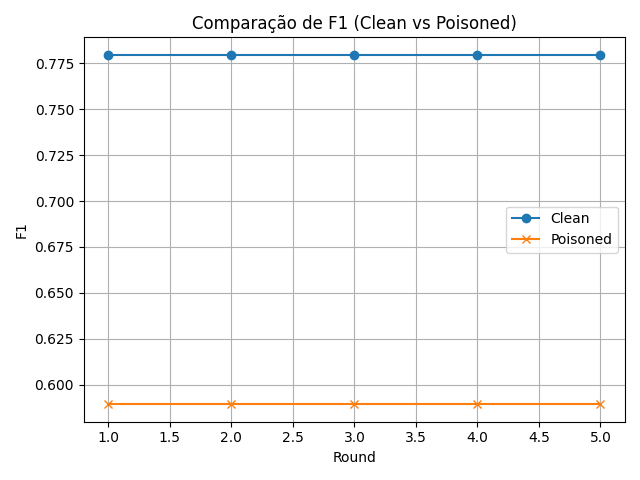 Comparação de F1 (Clean vs Poisoned)
0.775
0.750
0.725
0.700
0.675
0.650
0.625
0.600
F1
Clean
Poisoned
1.0 1.5 2.0 2.5 3.0 3.5 4.0 4.5 5.0
Round